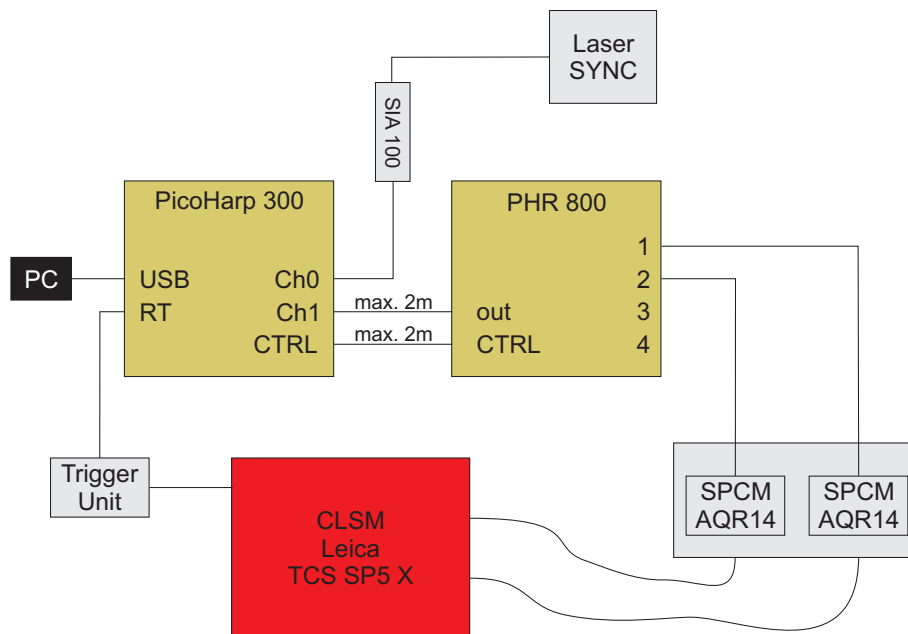 Laser
SYNC
SIA 100
PicoHarp 300
PHR 800
1
PC
USB
Ch0
2
RT
Ch1
max. 2m
out
3
CTRL
max. 2m
CTRL
4
Trigger
Unit
CLSM
Leica
TCS SP5 X
SPCM
AQR14
SPCM
AQR14